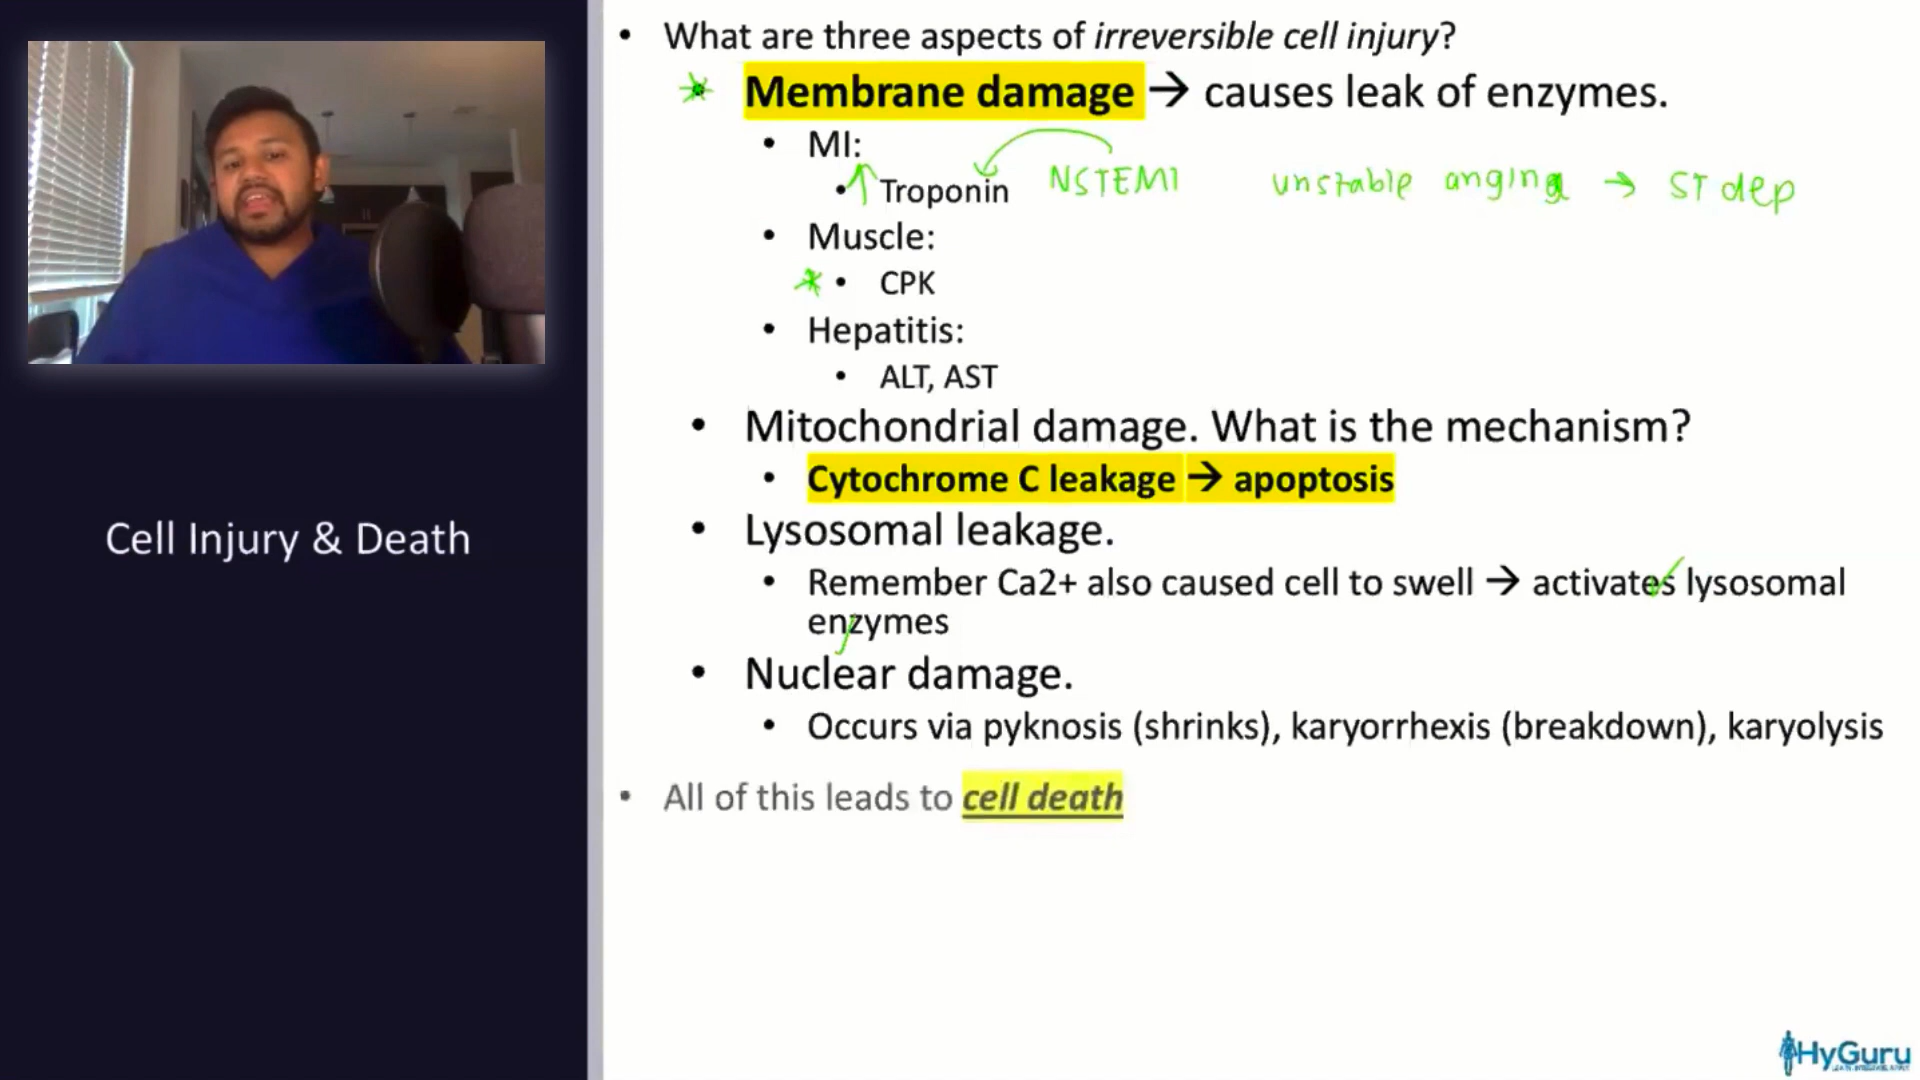 What are three aspects of irreversible cell injury?
Membrane damage → causes leak of enzymes.
MI:
↑ Troponin NSTEMI unstable angina → ST dep
Muscle:
CPK
Hepatitis:
ALT, AST
Mitochondrial damage. What is the mechanism?
Cytochrome C leakage → apoptosis
Lysosomal leakage.
Remember Ca2+ also caused cell to swell → activates lysosomal
enzymes
Nuclear damage.
Occurs via pyknosis (shrinks), karyorrhexis (breakdown), karyolysis
All of this leads to cell death
Cell Injury & Death
HyGuru